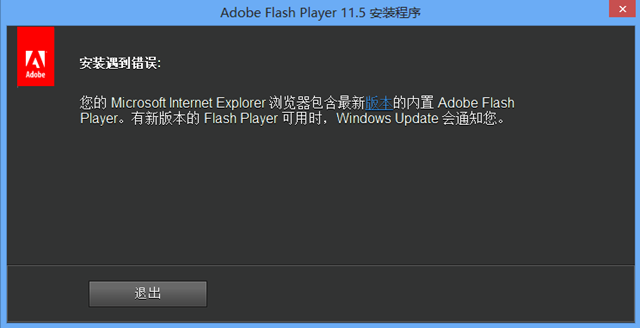 Adobe Flash Player 11.5 安装程序
Adobe
安装遇到错误:
您的 Microsoft Internet Explorer 浏览器包含最新版本的内置 Adobe Flash
Player。有新版本的 Flash Player 可用时，Windows Update 会通知您。
退出